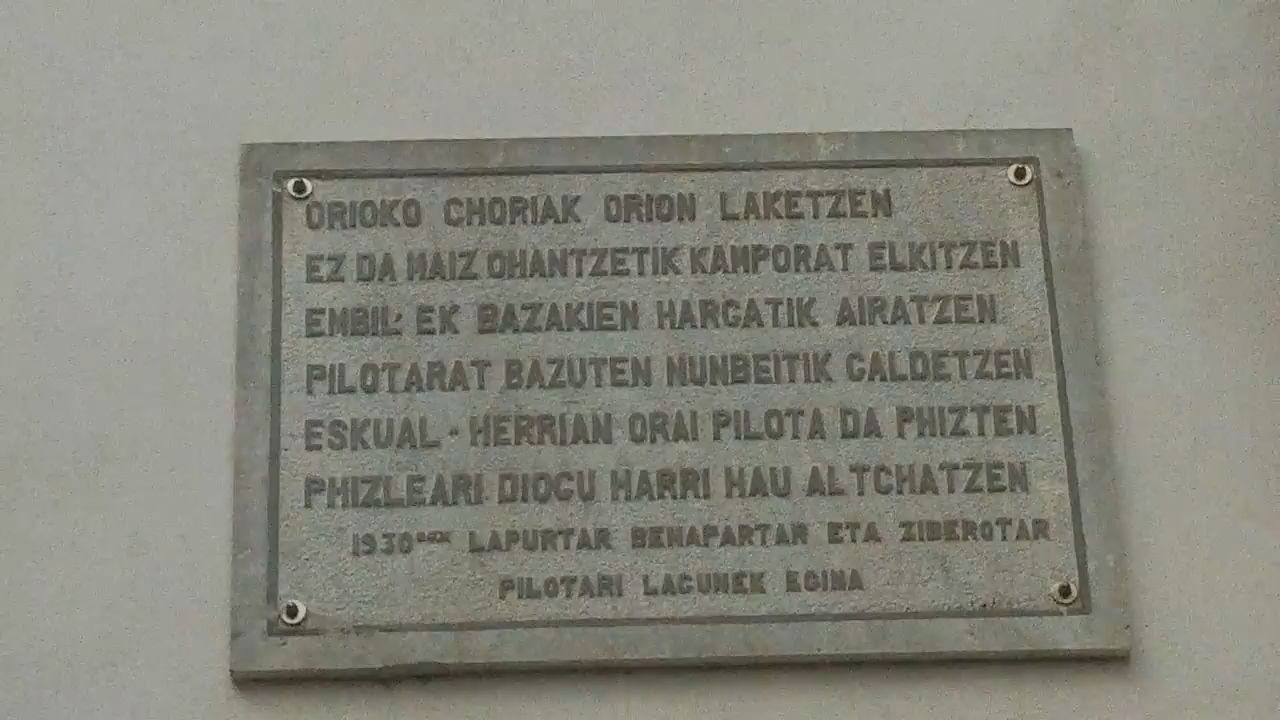 ORIOKO CHORIAK ORION LAKETZEN
EZ DA MAIZ OHANTZETIK KAMPORAT ELKITZEN
EMBIL' EK BAZAKIEN HARGATIK AIRATZEN
PILOTARAT BAZUTEN NUNBEITIK GALDETZEN
ESKUAL-HERRIAN ORAI PILOTA DA PHIZTEN
PHIZLEARI DIOGU HARRI HAU ALTCHATZEN
1930 LAPURTAR BENAPARTAR ETA ZIBEROTAR
PILOTARI LAGUNEK EGINA